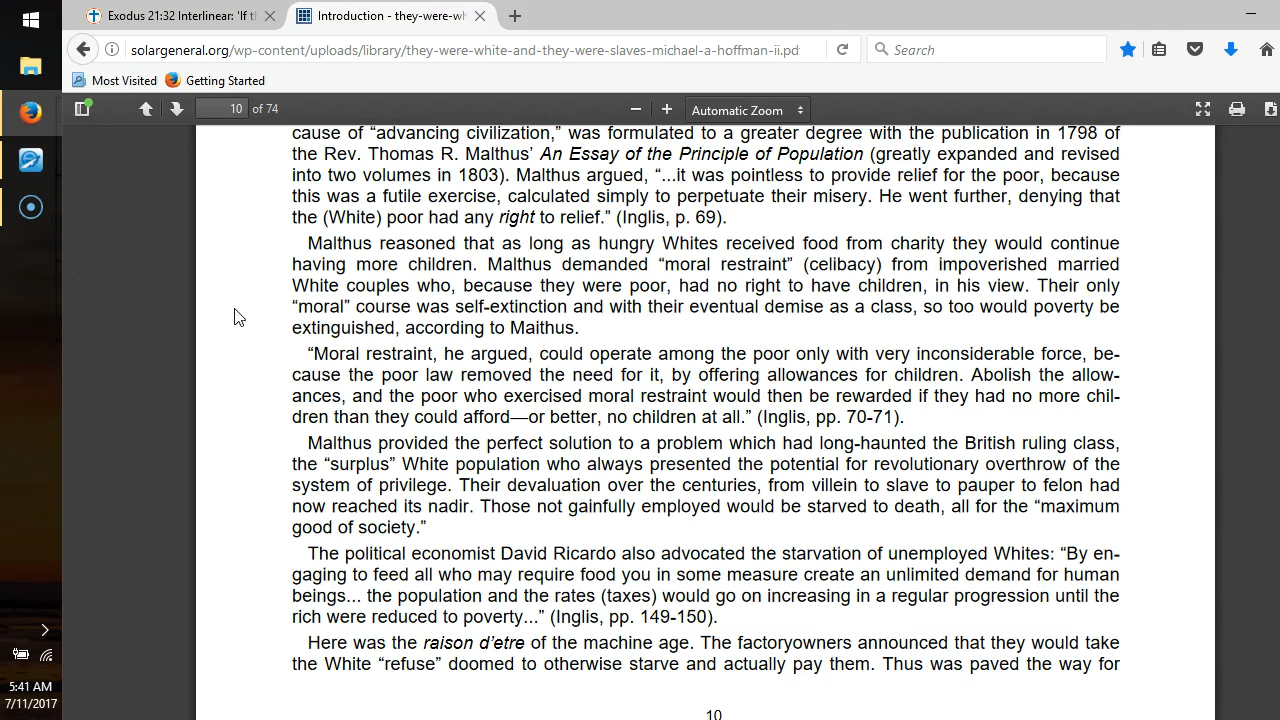 Exodus 21:32 Interlinear: 'If th
Introduction - they-were-wh
solargeneral.org/wp-content/uploads/library/they-were-white-and-they-were-slaves-michael-a-hoffman-ii.pdf
Search
Most Visited
Getting Started
10 of 74
Automatic Zoom
cause of “advancing civilization,” was formulated to a greater degree with the publication in 1798 of
the Rev. Thomas R. Malthus’ An Essay of the Principle of Population (greatly expanded and revised
into two volumes in 1803). Malthus argued, “...it was pointless to provide relief for the poor, because
this was a futile exercise, calculated simply to perpetuate their misery. He went further, denying that
the (White) poor had any right to relief.” (Inglis, p. 69).
Malthus reasoned that as long as hungry Whites received food from charity they would continue
having more children. Malthus demanded “moral restraint” (celibacy) from impoverished married
White couples who, because they were poor, had no right to have children, in his view. Their only
“moral” course was self-extinction and with their eventual demise as a class, so too would poverty be
extinguished, according to Maithus.
“Moral restraint, he argued, could operate among the poor only with very inconsiderable force, be-
cause the poor law removed the need for it, by offering allowances for children. Abolish the allow-
ances, and the poor who exercised moral restraint would then be rewarded if they had no more chil-
dren than they could afford—or better, no children at all.” (Inglis, pp. 70-71).
Malthus provided the perfect solution to a problem which had long-haunted the British ruling class,
the “surplus” White population who always presented the potential for revolutionary overthrow of the
system of privilege. Their devaluation over the centuries, from villein to slave to pauper to felon had
now reached its nadir. Those not gainfully employed would be starved to death, all for the “maximum
good of society.”
The political economist David Ricardo also advocated the starvation of unemployed Whites: “By en-
gaging to feed all who may require food you in some measure create an unlimited demand for human
beings... the population and the rates (taxes) would go on increasing in a regular progression until the
rich were reduced to poverty...” (Inglis, pp. 149-150).
Here was the raison d’etre of the machine age. The factoryowners announced that they would take
the White “refuse” doomed to otherwise starve and actually pay them. Thus was paved the way for
10
5:41 AM
7/11/2017